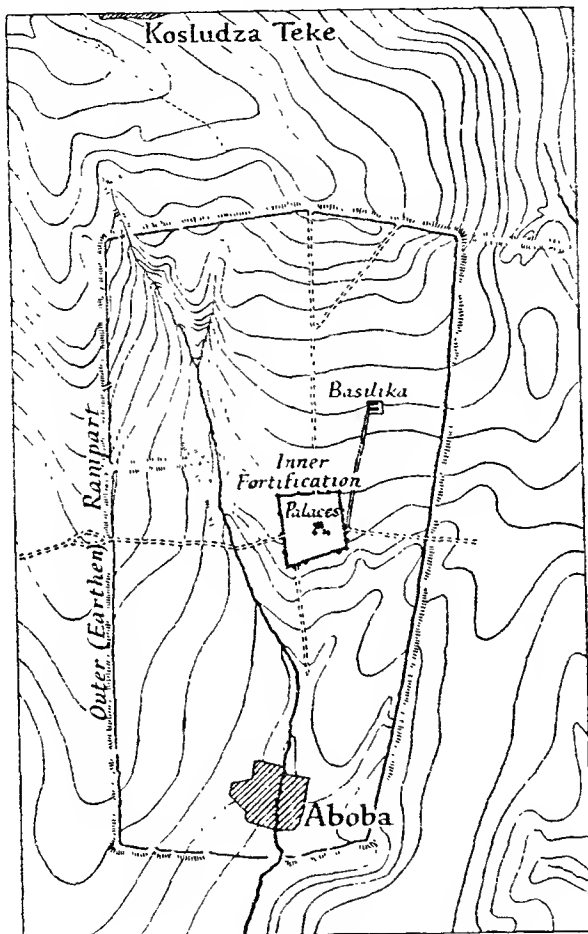 Kosludza Teke
Basilika
Inner
Fortification
Palaces
Outer (Earthen) Rampart
Aboba